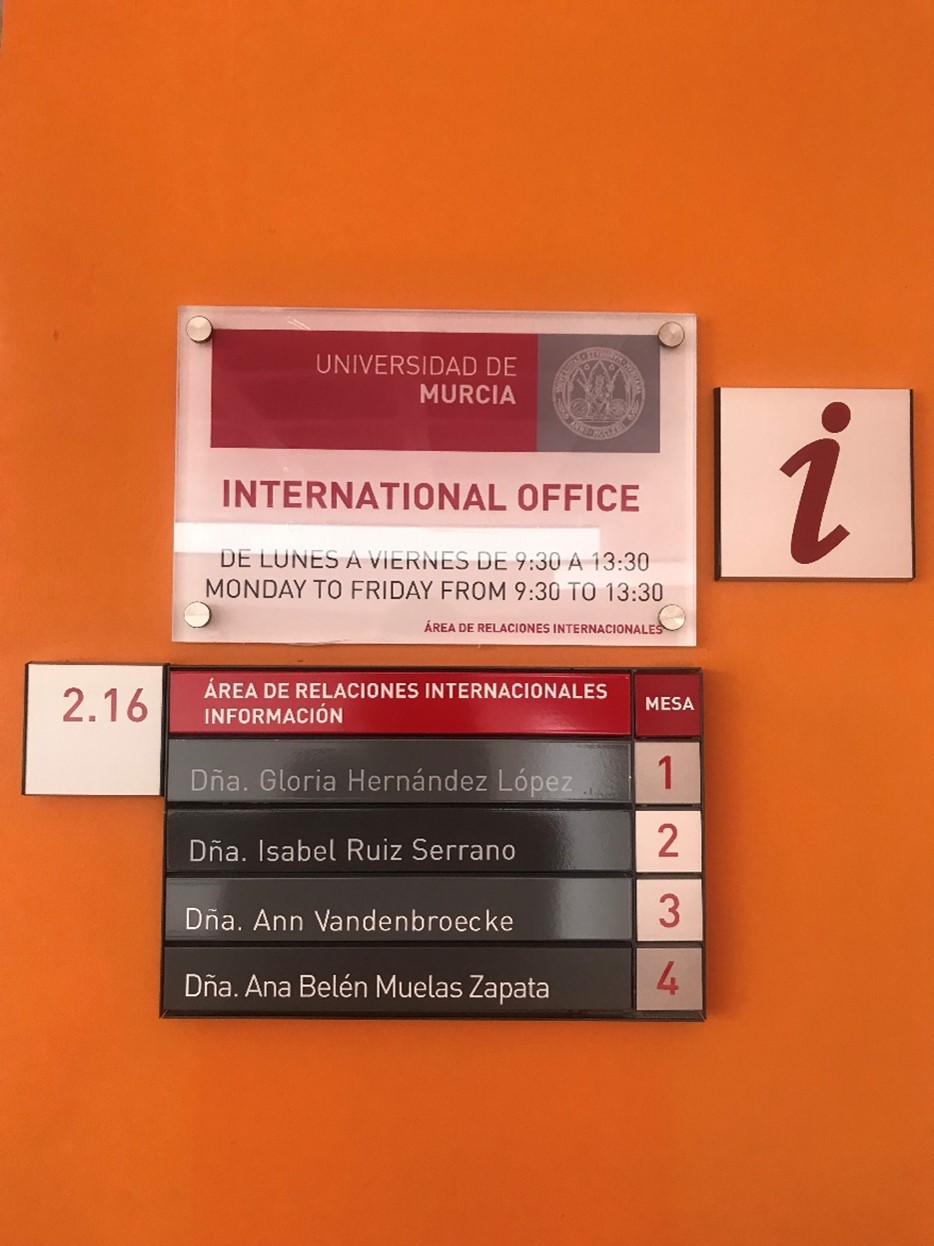 UNIVERSIDAD DE
MURCIA
INTERNATIONAL OFFICE
DE LUNES A VIERNES DE 9:30 A 13:30
MONDAY TO FRIDAY FROM 9:30 TO 13:30
ÁREA DE RELACIONES INTERNACIONALES
i
2.16
ÁREA DE RELACIONES INTERNACIONALES
INFORMACIÓN
MESA
Dña. Gloria Hernández López 1
Dña. Isabel Ruiz Serrano 2
Dña. Ann Vandenbroecke 3
Dña. Ana Belén Muelas Zapata 4